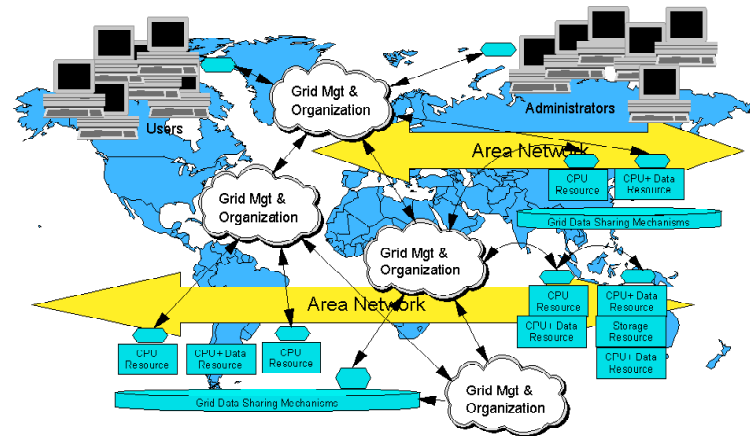 Grid Mgt &
Organization
Users
Administrators
Area Network
CPU
Resource
CPU+ Data
Resource
Grid Mgt &
Organization
Grid Data Sharing Mechanisms
Grid Mgt &
Organization
CPU
Resource
CPU+ Data
Resource
CPU+ Data
Resource
Storage
Resource
CPU+ Data
Resource
Area Network
CPU
Resource
CPU+ Data
Resource
CPU
Resource
Grid Data Sharing Mechanisms
Grid Mgt &
Organization